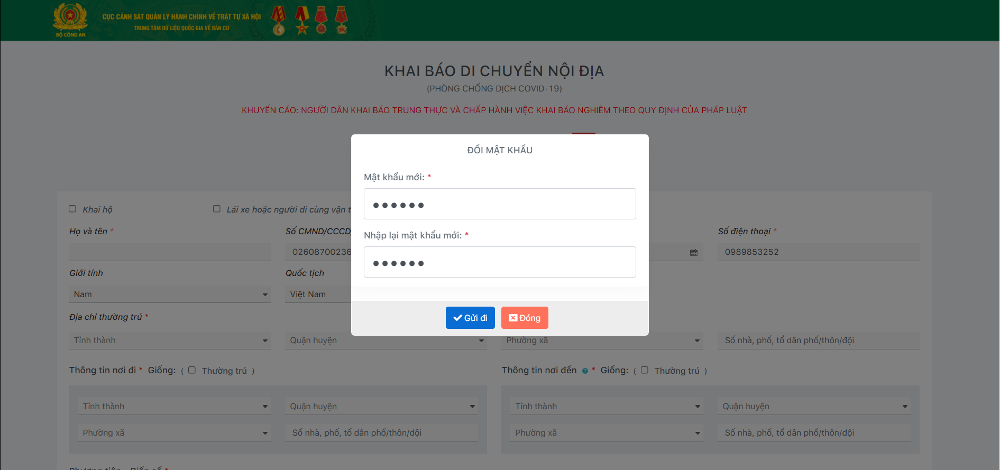 BỘ CÔNG AN
CỤC CẢNH SÁT QUẢN LÝ HÀNH CHÍNH VỀ TRẬT TỰ XÃ HỘI
TRUNG TÂM DỮ LIỆU QUỐC GIA VỀ DÂN CƯ
KHAI BÁO DI CHUYỂN NỘI ĐỊA
(PHÒNG CHỐNG DỊCH COVID-19)
KHUYẾN CÁO: NGƯỜI DÂN KHAI BÁO TRUNG THỰC VÀ CHẤP HÀNH VIỆC KHAI BÁO NGHIÊM THEO QUY ĐỊNH CỦA PHÁP LUẬT
ĐỔI MẬT KHẨU
Mật khẩu mới: *
●●●●●●
Nhập lại mật khẩu mới: *
●●●●●●
Gửi đi Đóng
Khai hộ Lái xe hoặc người đi cùng vận
Họ và tên * Số CMND/CCCD Số điện thoại *
02608700236 0989853252
Giới tính Quốc tịch
Nam Việt Nam
Địa chỉ thường trú *
Tỉnh thành Quận huyện Phường xã Số nhà, phố, tổ dân phố/thôn/đội
Thông tin nơi đi * Giống: ( Thường trú ) Thông tin nơi đến ? * Giống: ( Thường trú )
Tỉnh thành Quận huyện Tỉnh thành Quận huyện
Phường xã Số nhà, phố, tổ dân phố/thôn/đội Phường xã Số nhà, phố, tổ dân phố/thôn/đội